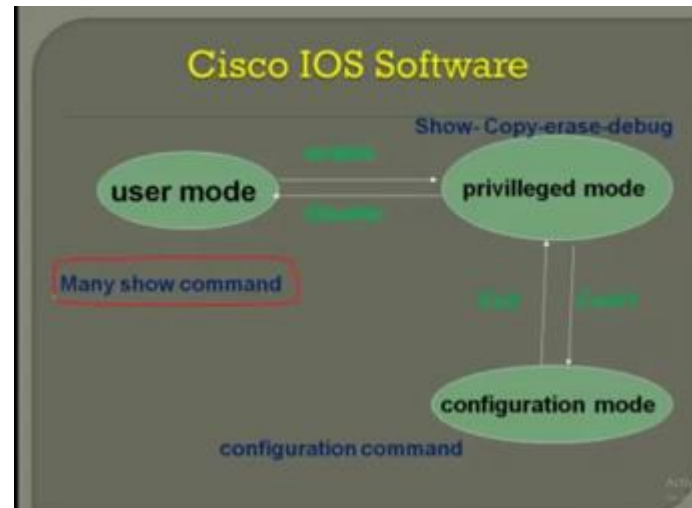 Cisco IOS Software
Show- Copy-erase-debug
user mode
privilleged mode
Many show command
configuration mode
configuration command